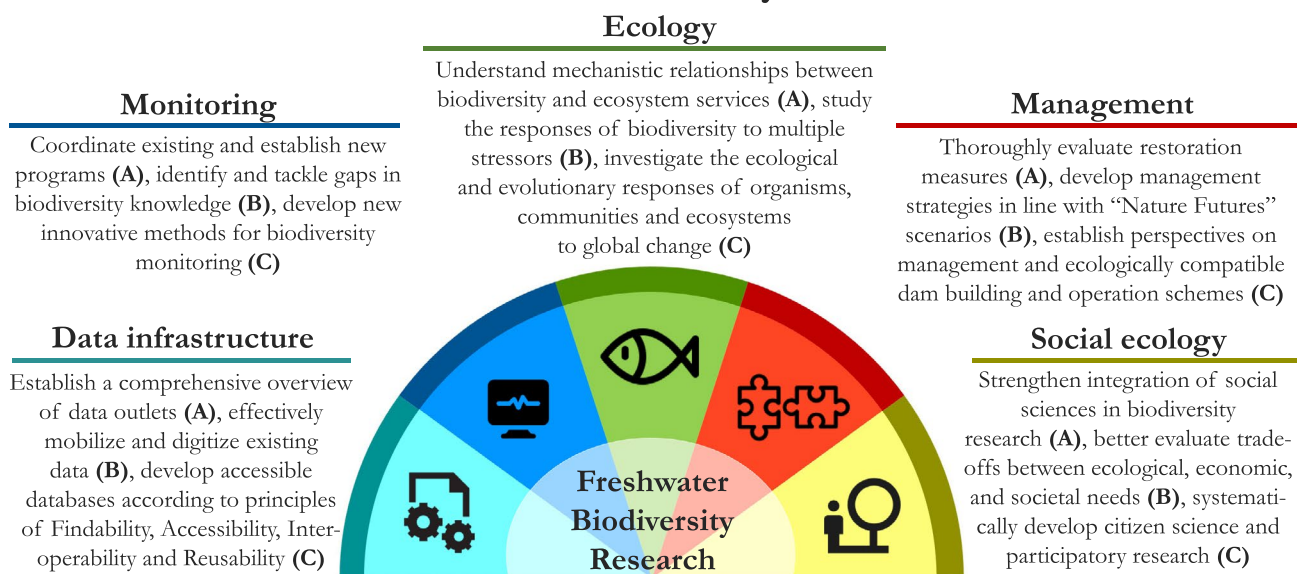 Ecology
Understand mechanistic relationships between
biodiversity and ecosystem services (A), study
the responses of biodiversity to multiple
stressors (B), investigate the ecological
and evolutionary responses of organisms,
communities and ecosystems
to global change (C)
Monitoring
Coordinate existing and establish new
programs (A), identify and tackle gaps in
biodiversity knowledge (B), develop new
innovative methods for biodiversity
monitoring (C)
Management
Thoroughly evaluate restoration
measures (A), develop management
strategies in line with “Nature Futures”
scenarios (B), establish perspectives on
management and ecologically compatible
dam building and operation schemes (C)
Data infrastructure
Establish a comprehensive overview
of data outlets (A), effectively
mobilize and digitize existing
data (B), develop accessible
databases according to principles
of Findability, Accessibility, Inter-
operability and Reusability (C)
Social ecology
Strengthen integration of social
sciences in biodiversity
research (A), better evaluate trade-
offs between ecological, economic,
and societal needs (B), systemati-
cally develop citizen science and
participatory research (C)
Freshwater
Biodiversity
Research